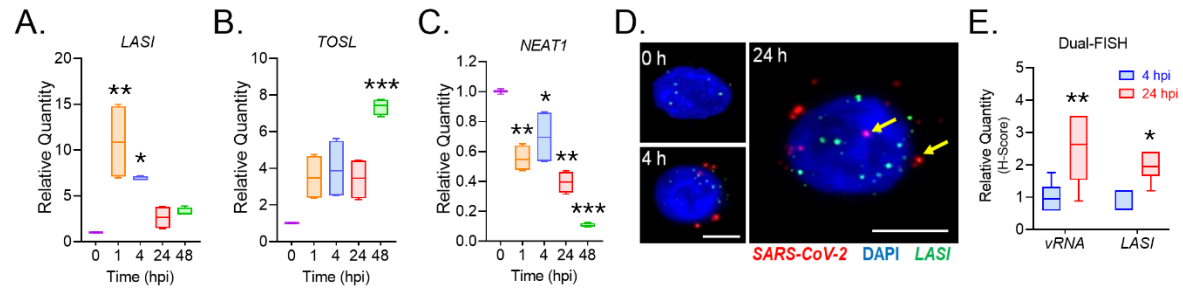 A.
LASI
Relative Quantity
20
15
10
5
0
**
*
0 1 4 24 48
Time (hpi)
B.
TOSL
Relative Quantity
10
8
6
4
2
0
***
0 1 4 24 48
Time (hpi)
C.
NEAT1
Relative Quantity
1.2
1.0
0.8
0.6
0.4
0.2
0.0
**
*
**
***
0 1 4 24 48
Time (hpi)
D.
0 h
4 h
24 h
SARS-CoV-2 DAPI LASI
E.
Dual-FISH
Relative Quantity
(H-Score)
5
4
3
2
1
0
4 hpi
24 hpi
**
*
vRNA LASI